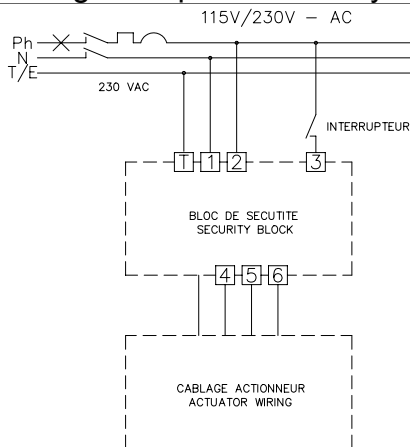 115V/230V - AC
Ph
N
T/E
230 VAC
INTERRUPTEUR
T 1 2 3
BLOC DE SECUTITE
SECURITY BLOCK
4 5 6
CABLAGE ACTIONNEUR
ACTUATOR WIRING